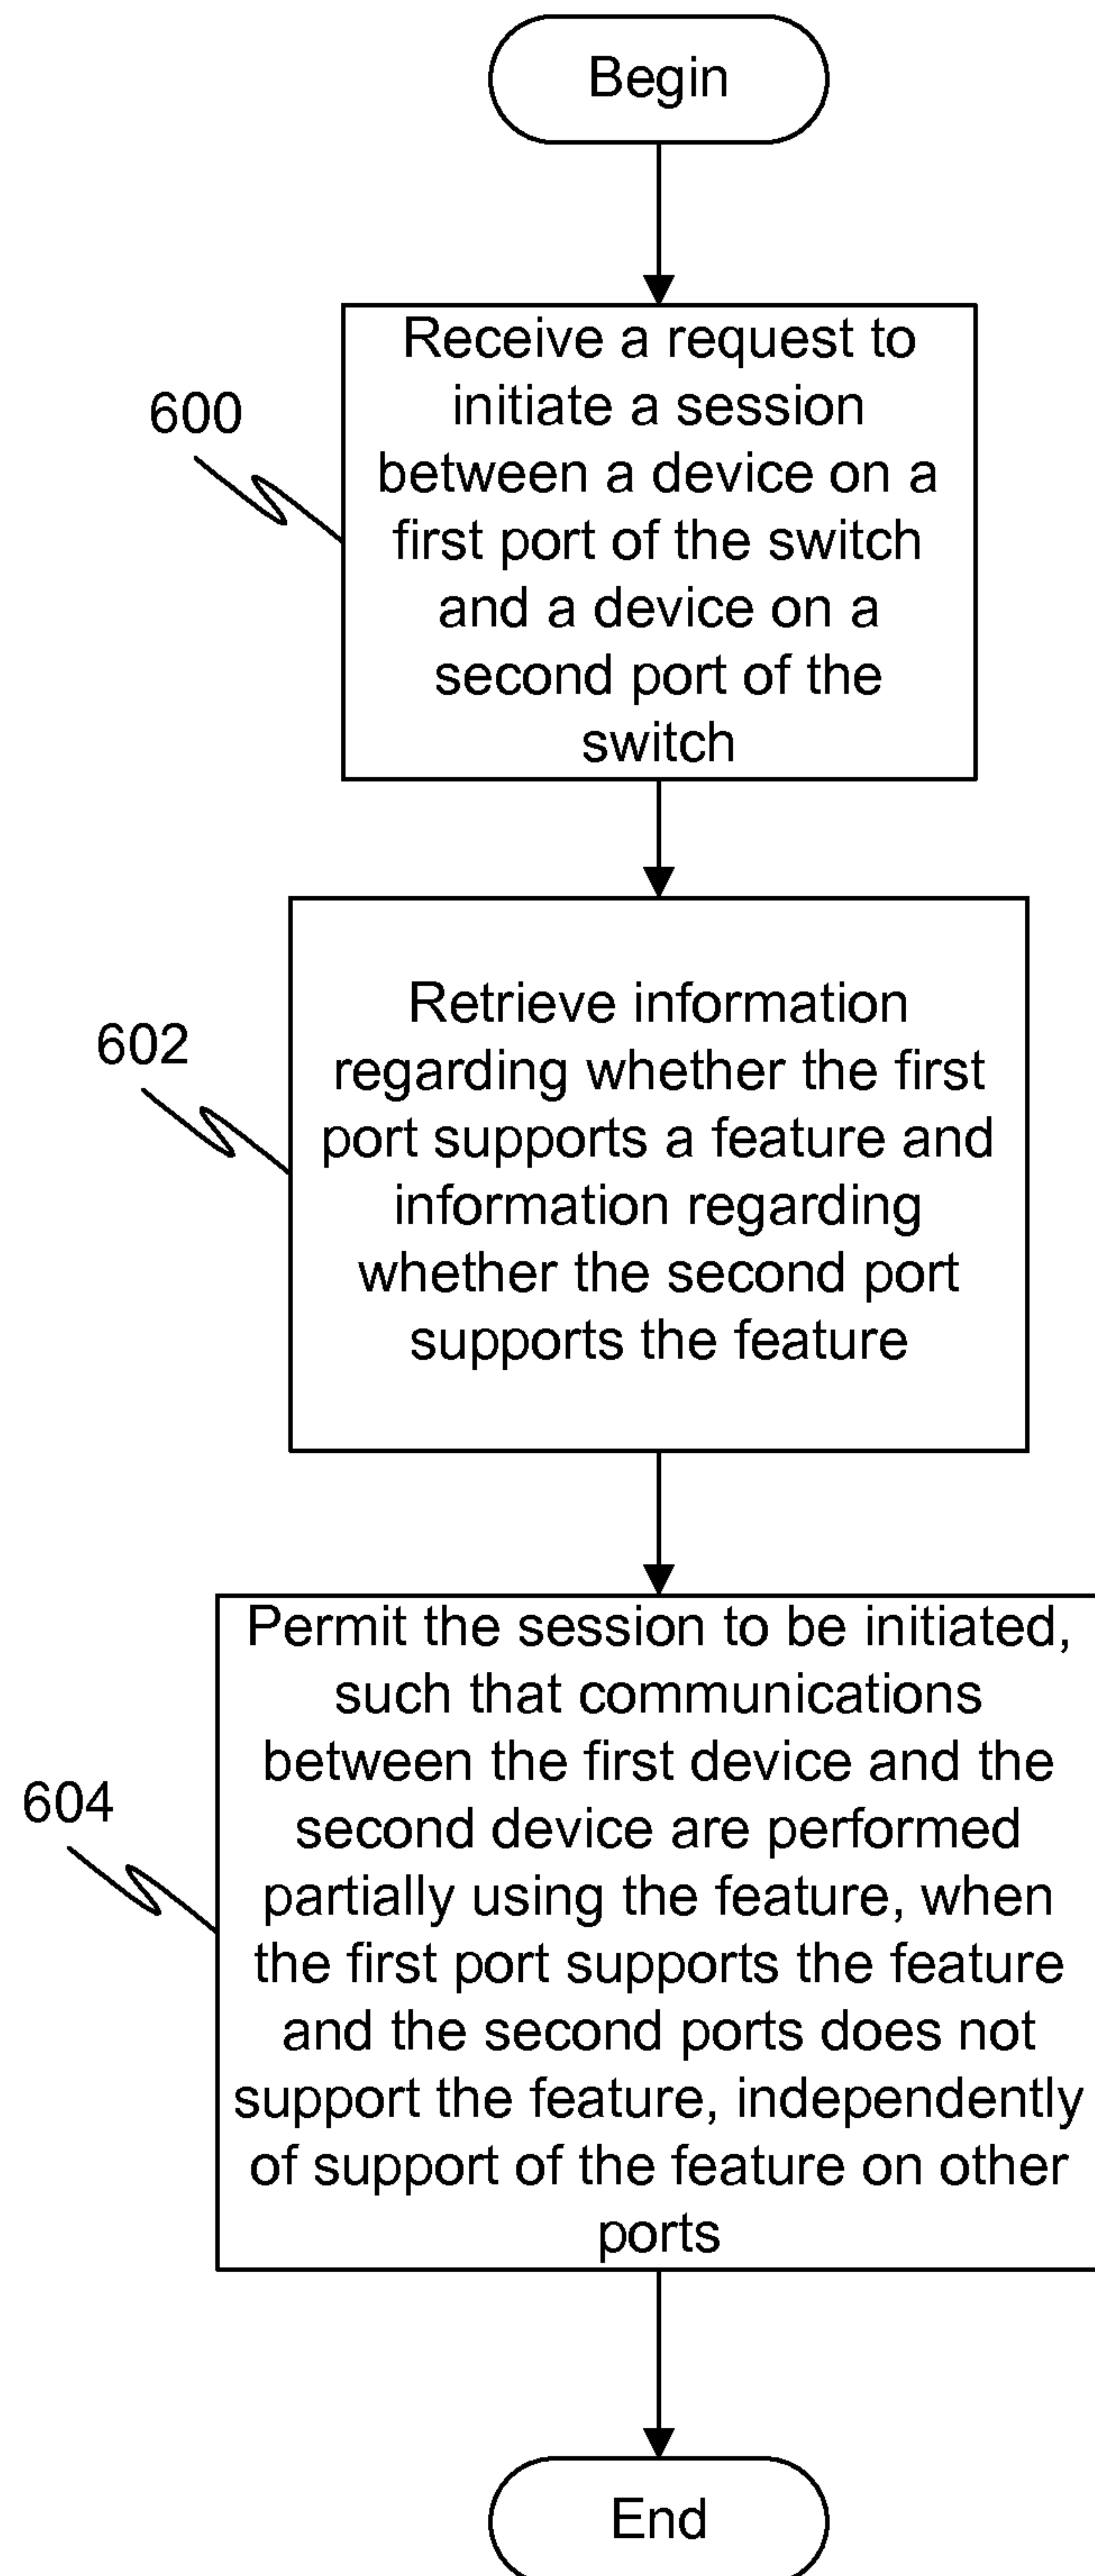 Begin
600
Receive a request to
initiate a session
between a device on a
first port of the switch
and a device on a
second port of the
switch
602
Retrieve information
regarding whether the first
port supports a feature and
information regarding
whether the second port
supports the feature
604
Permit the session to be initiated,
such that communications
between the first device and the
second device are performed
partially using the feature, when
the first port supports the feature
and the second ports does not
support the feature, independently
of support of the feature on other
ports
End